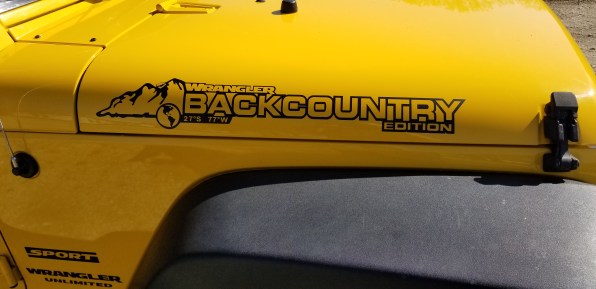 WRANGLER
BACKCOUNTRY
27°S 77°W EDITION
SPORT
WRANGLER
UNLIMITED